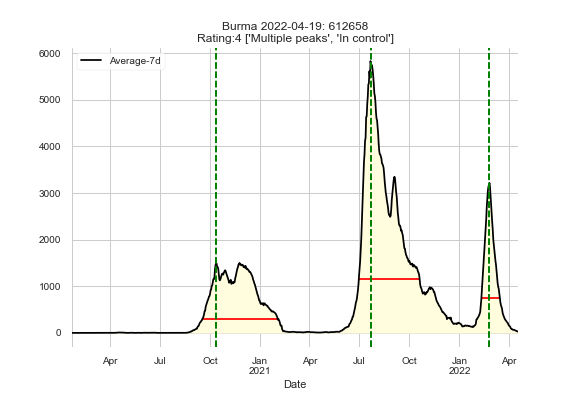 Burma 2022-04-19: 612658
Rating:4 ['Multiple peaks', 'In control']
6000
5000
4000
3000
2000
1000
0
Average-7d
Apr
Jul
Oct
Jan
2021
Apr
Jul
Oct
Jan
2022
Apr
Date